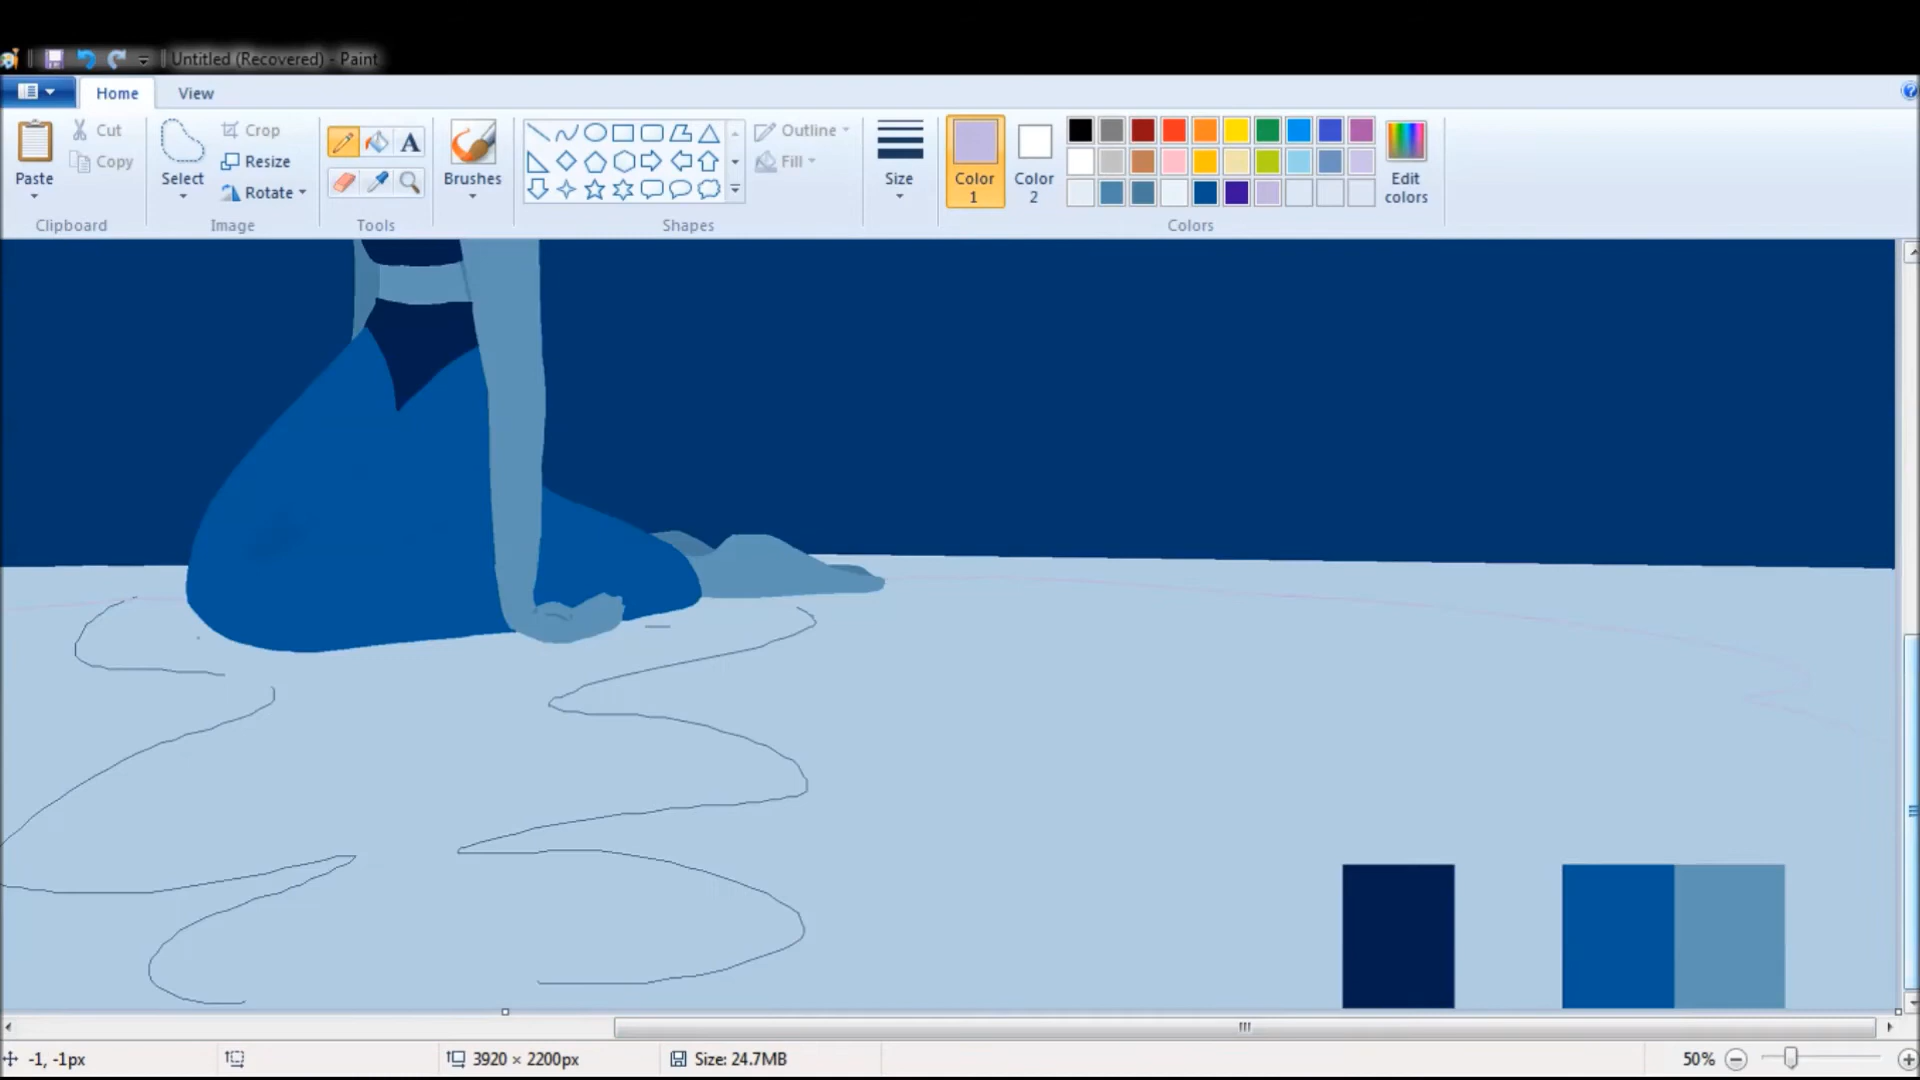 Untitled (Recovered) - Paint
Home View
Paste
Cut
Copy
Clipboard
Select
Crop
Resize
Rotate
Image
A
Tools
Brushes
Shapes
Outline
Fill
Size
Color
1
Color
2
Edit
colors
Colors
-1, -1px
3920 × 2200px
Size: 24.7MB
50%